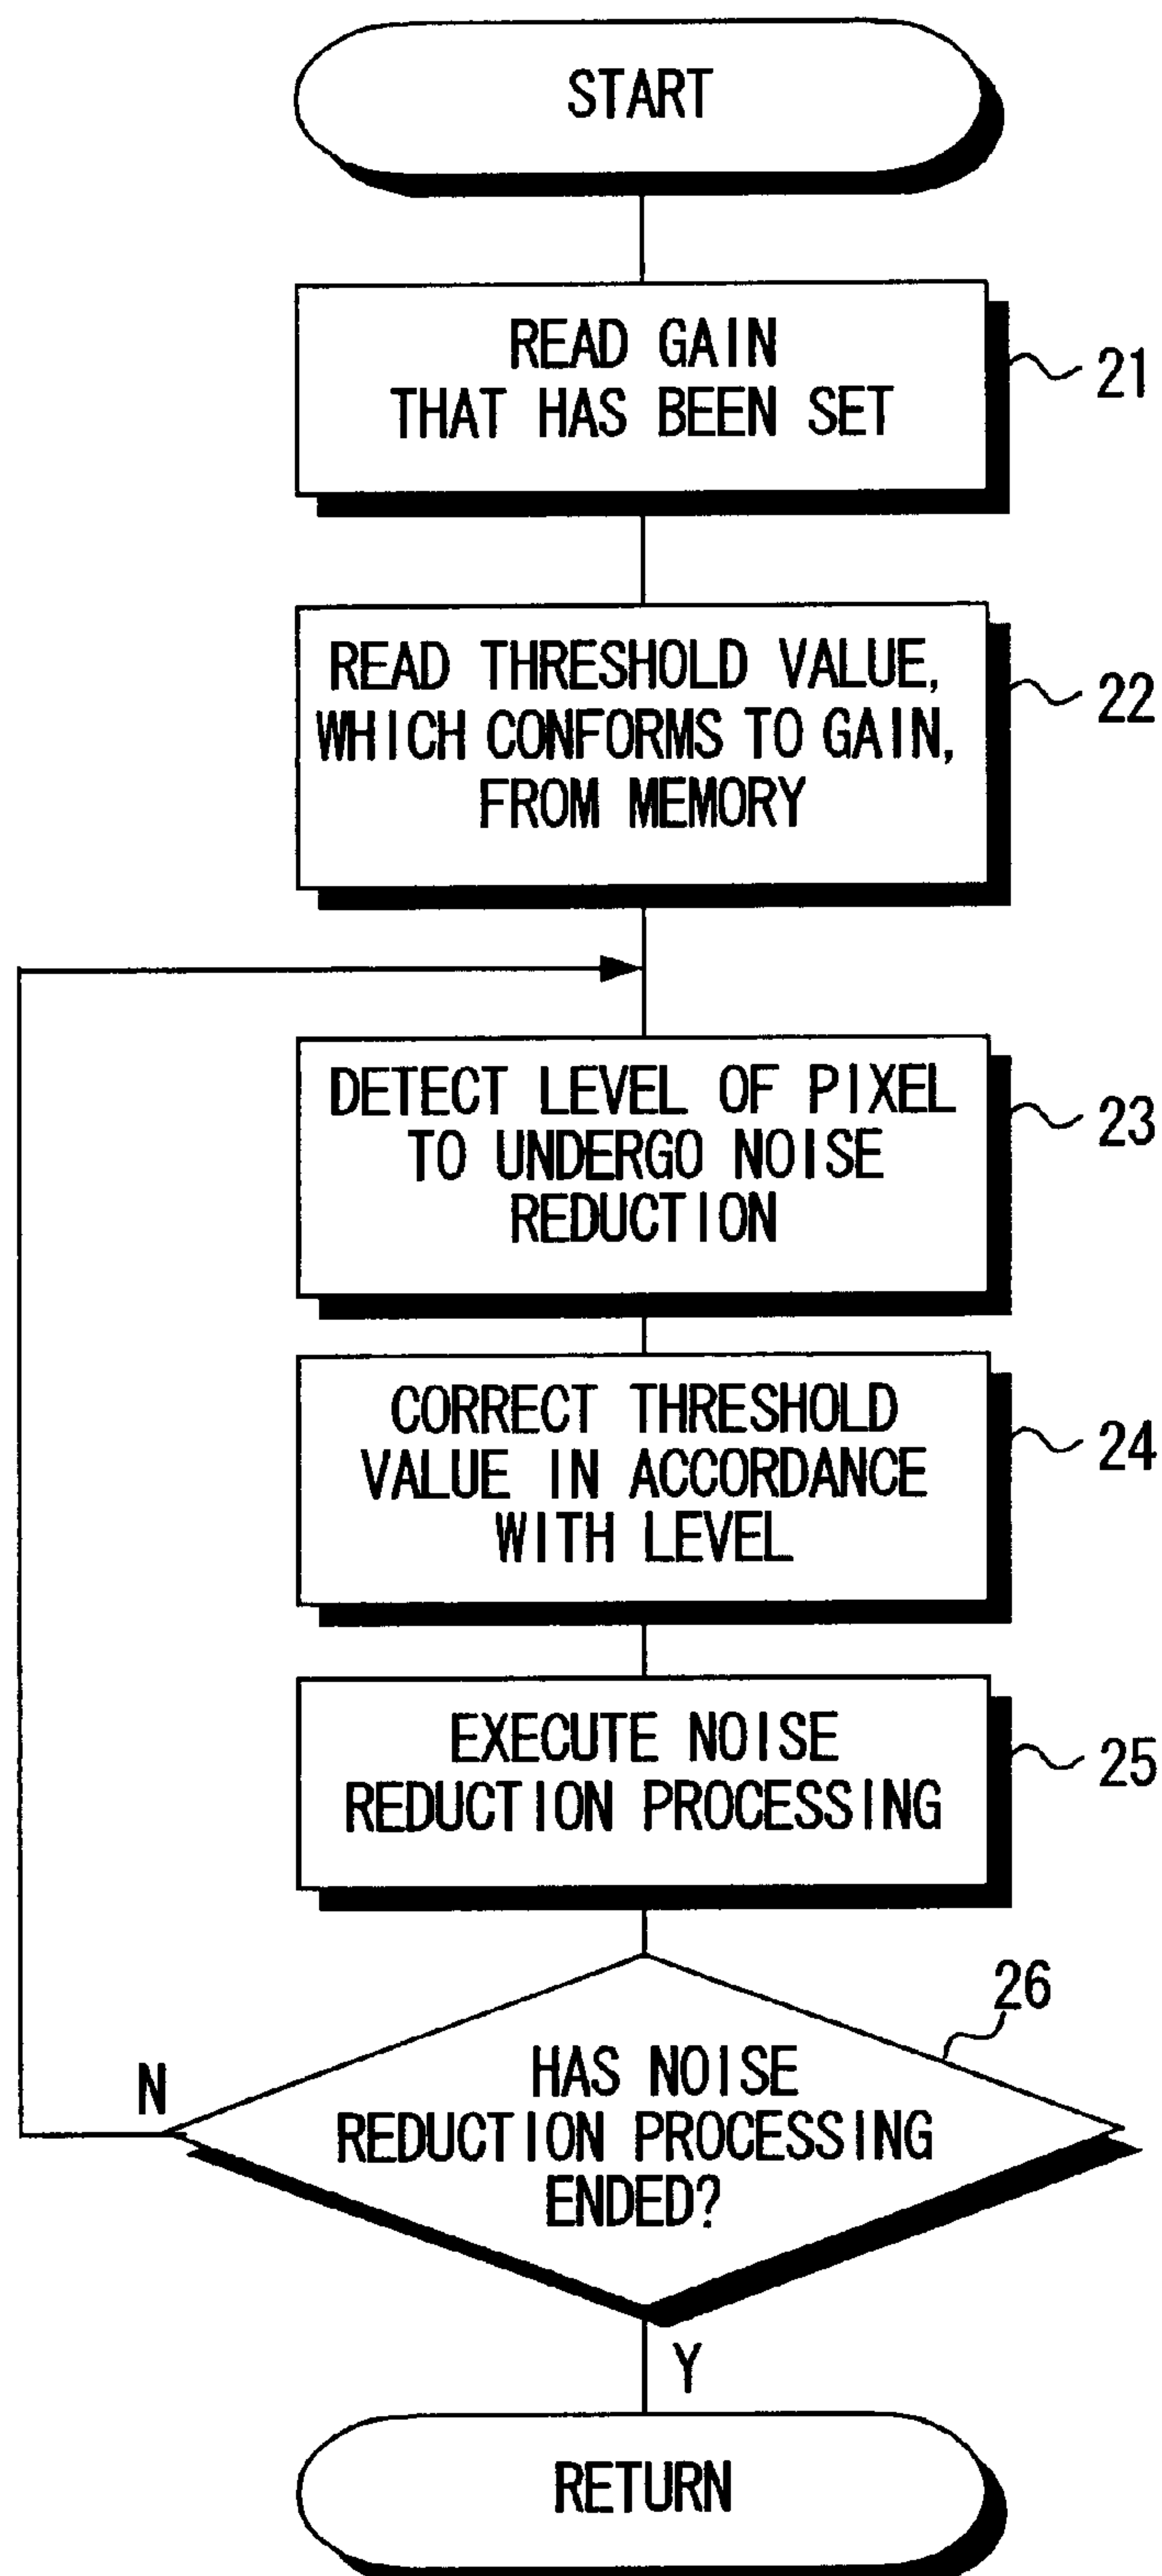 START
READ GAIN
THAT HAS BEEN SET
21
READ THRESHOLD VALUE,
WHICH CONFORMS TO GAIN,
FROM MEMORY
22
DETECT LEVEL OF PIXEL
TO UNDERGO NOISE
REDUCTION
23
CORRECT THRESHOLD
VALUE IN ACCORDANCE
WITH LEVEL
24
EXECUTE NOISE
REDUCTION PROCESSING
25
26
HAS NOISE
REDUCTION PROCESSING
ENDED?
N
Y
RETURN